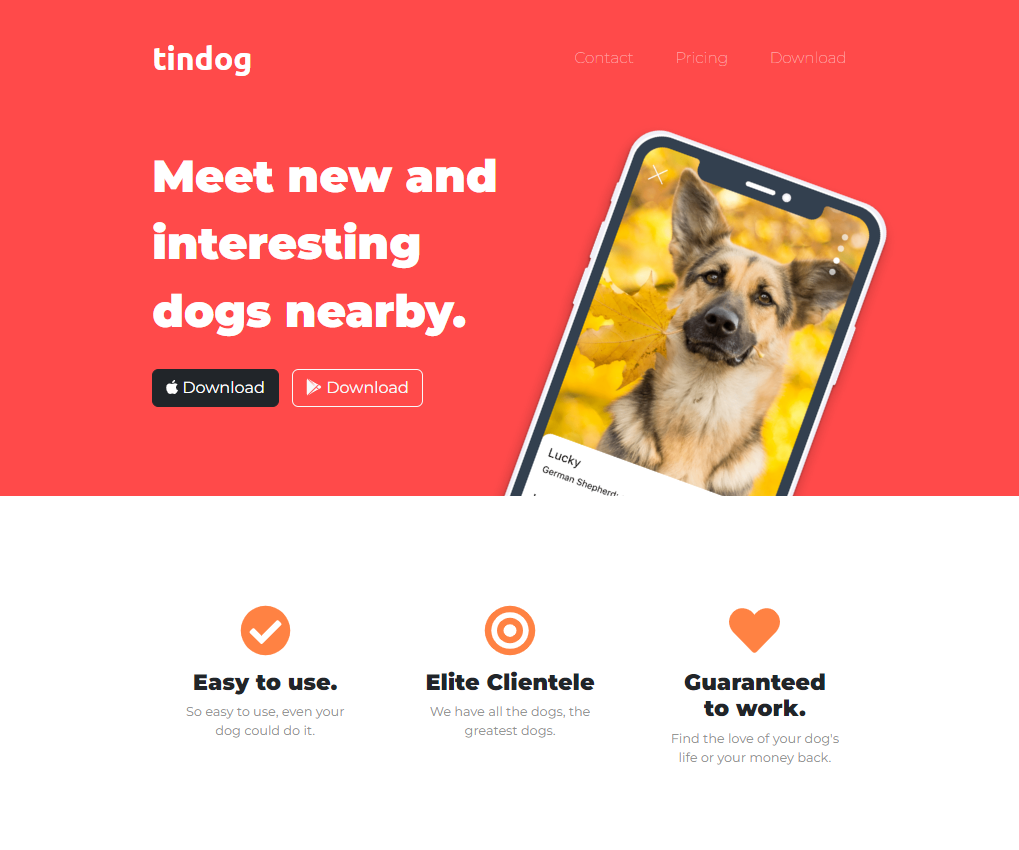 tindog
Contact Pricing Download
Meet new and
interesting
dogs nearby.
Download Download
Lucky
German Shepherd
Easy to use.
So easy to use, even your
dog could do it.
Elite Clientele
We have all the dogs, the
greatest dogs.
Guaranteed
to work.
Find the love of your dog's
life or your money back.